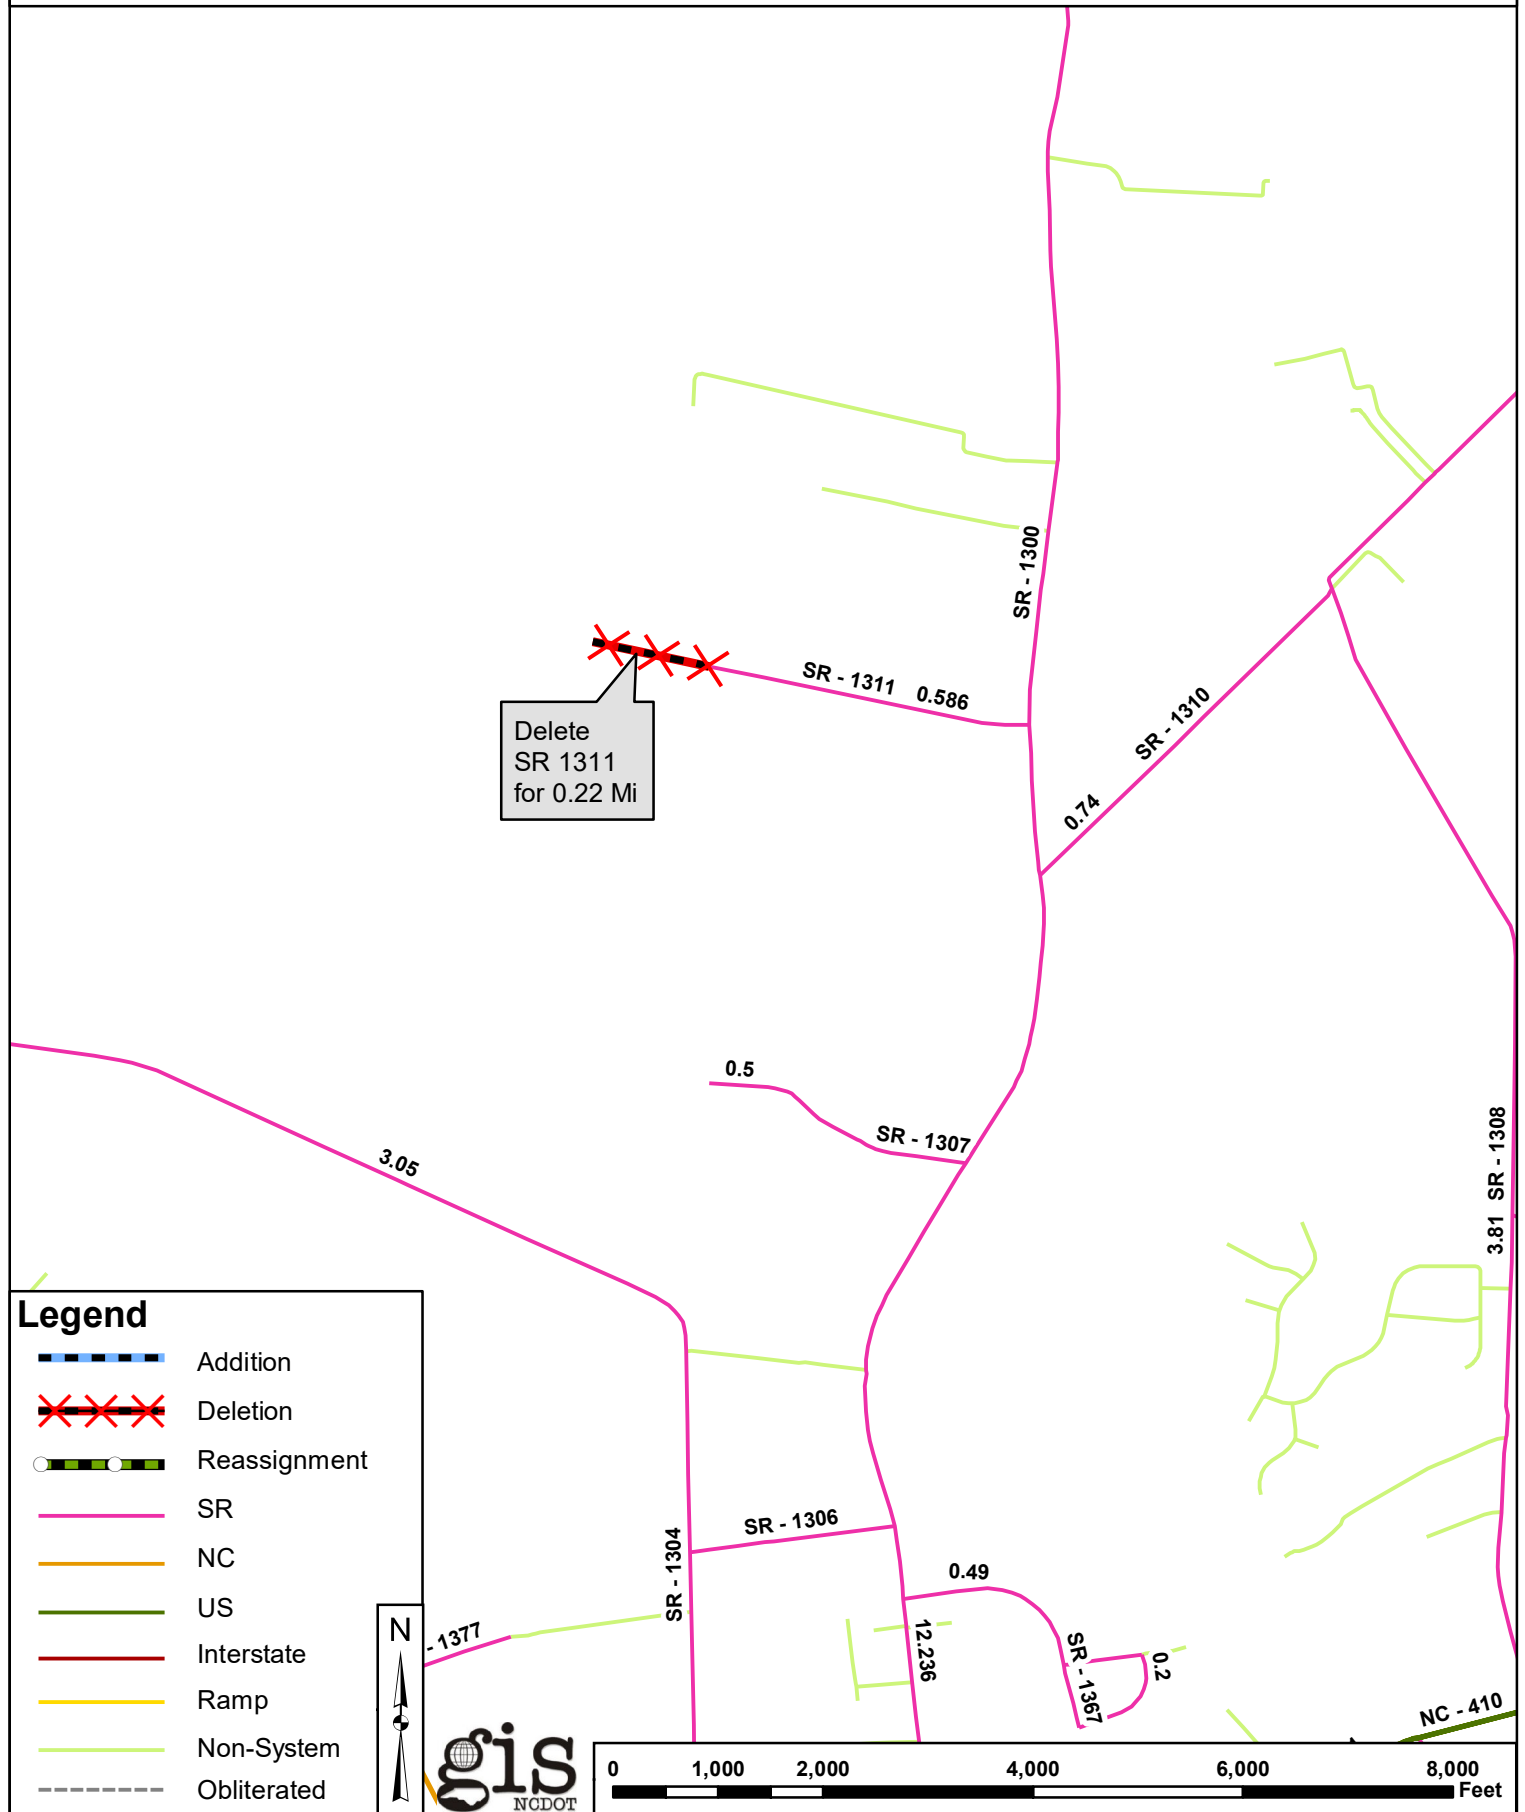 SR - 1300
SR - 1311 0.586
Delete
SR 1311
for 0.22 Mi
SR - 1310
0.74
0.5
SR - 1307
3.05
3.81 SR - 1308
SR - 1306
SR - 1304
0.49
- 1377
12.236
SR - 1367
0.2
NC - 410
Legend
Addition
Deletion
Reassignment
SR
NC
US
Interstate
Ramp
Non-System
Obliterated
N
gis
NCDOT
0 1,000 2,000 4,000 6,000 8,000
Feet